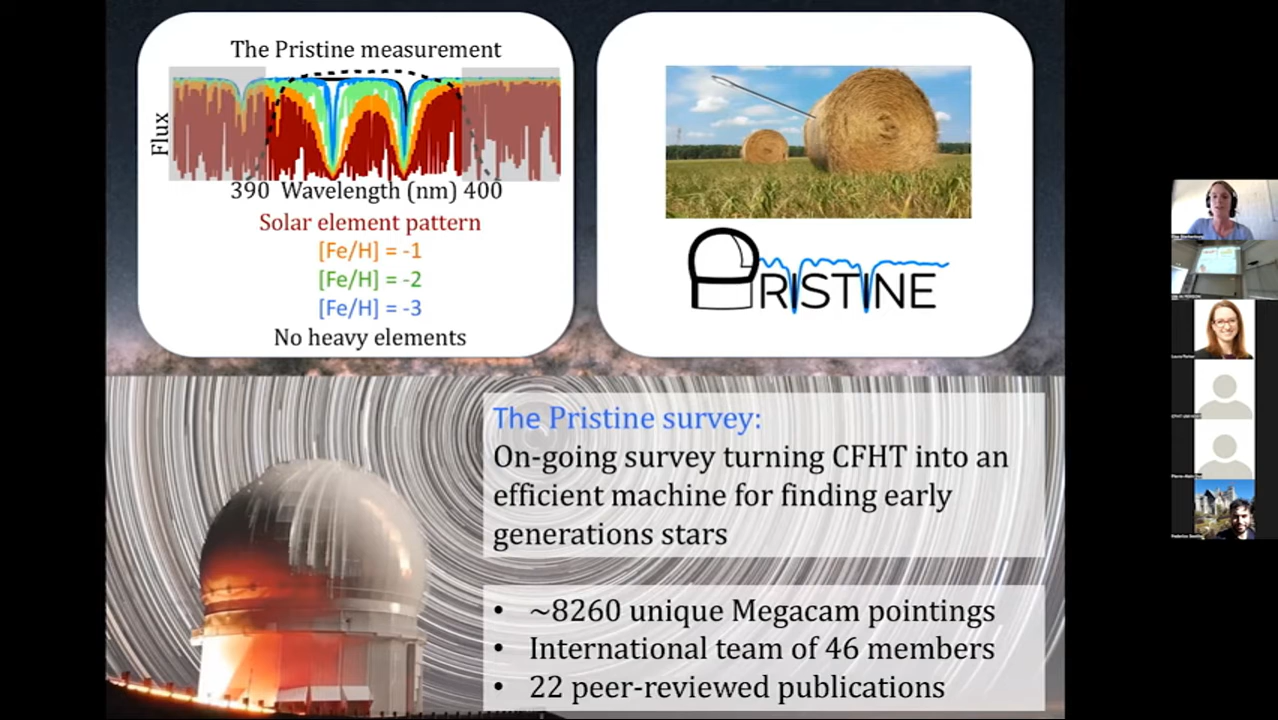 The Pristine measurement
Flux
390 Wavelength (nm) 400
Solar element pattern
[Fe/H] = -1
[Fe/H] = -2
[Fe/H] = -3
No heavy elements
PRISTINE
The Pristine survey:
On-going survey turning CFHT into an
efficient machine for finding early
generations stars
• ~8260 unique Megacam pointings
• International team of 46 members
• 22 peer-reviewed publications